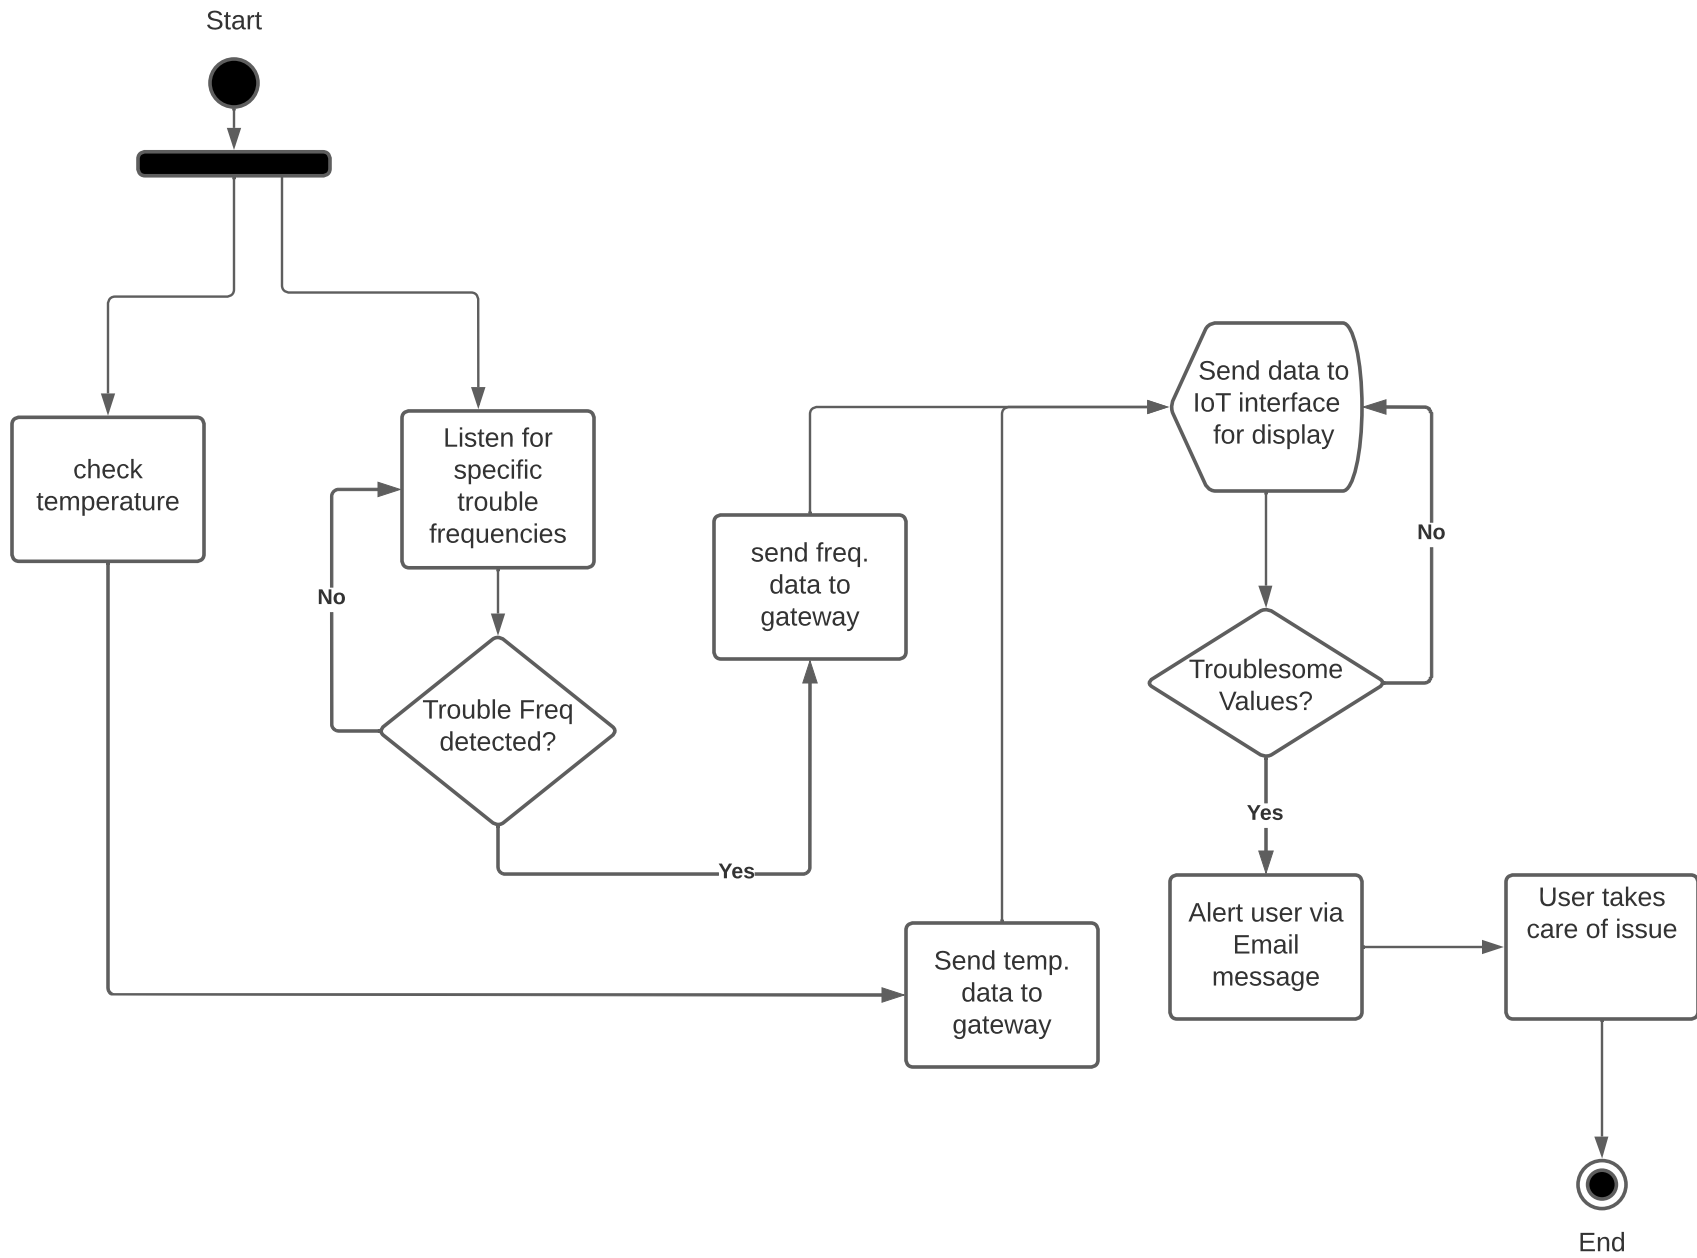 Start
check
temperature
Listen for
specific
trouble
frequencies
No
Trouble Freq
detected?
Yes
send freq.
data to
gateway
Send temp.
data to
gateway
Send data to
IoT interface
for display
No
Troublesome
Values?
Yes
Alert user via
Email
message
User takes
care of issue
End